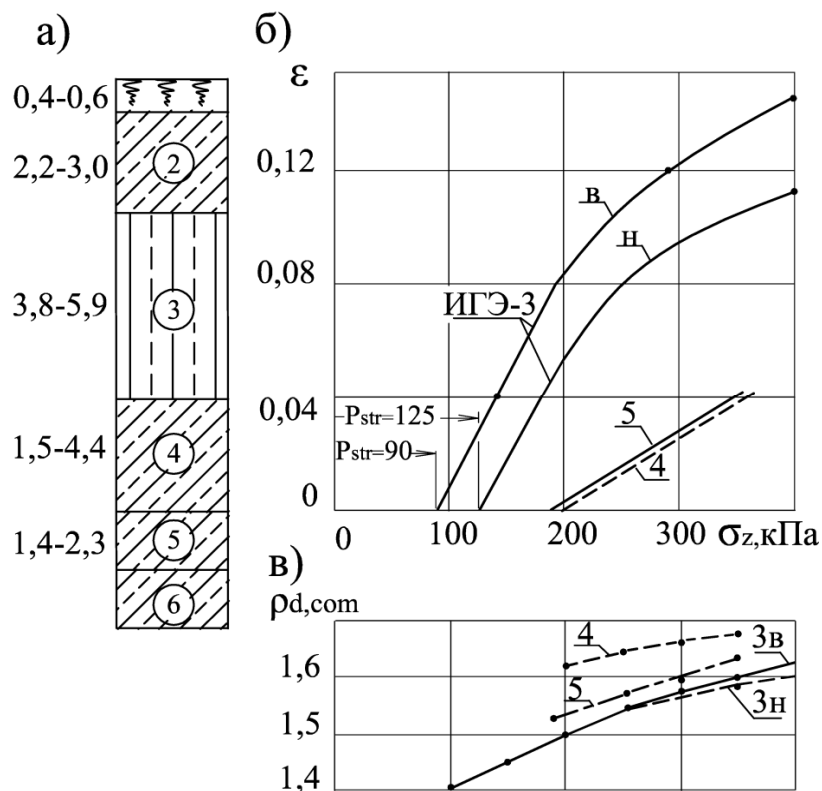 а)
0,4-0,6
2,2-3,0
3,8-5,9
1,5-4,4
1,4-2,3
2
3
4
5
6
б)
ε
0,12
0,08
0,04
0
в
н
ИГЭ-3
Pstr=125
Pstr=90
5
4
0
100
200
300
σz,кПа
в)
ρd,com
1,6
1,5
1,4
4
5
3в
3н